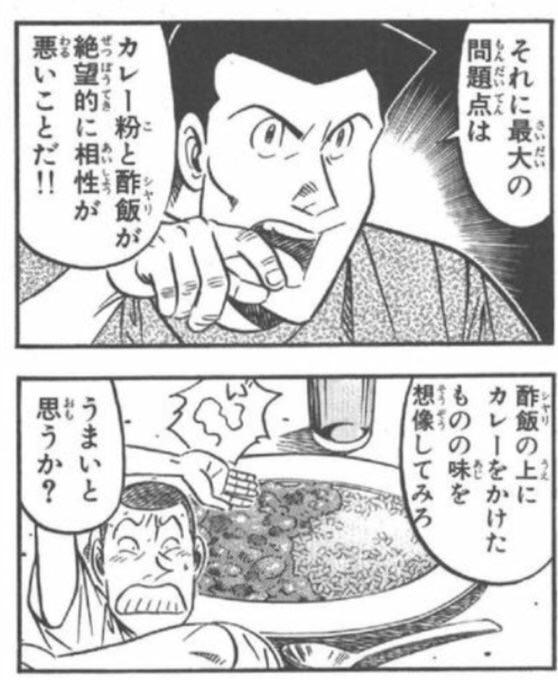 それに最大の
問題点は
カレー粉と酢飯が
絶望的に相性が
悪いことだ!!
酢飯の上に
カレーをかけた
ものの味を
想像してみろ
うまいと
思うか?